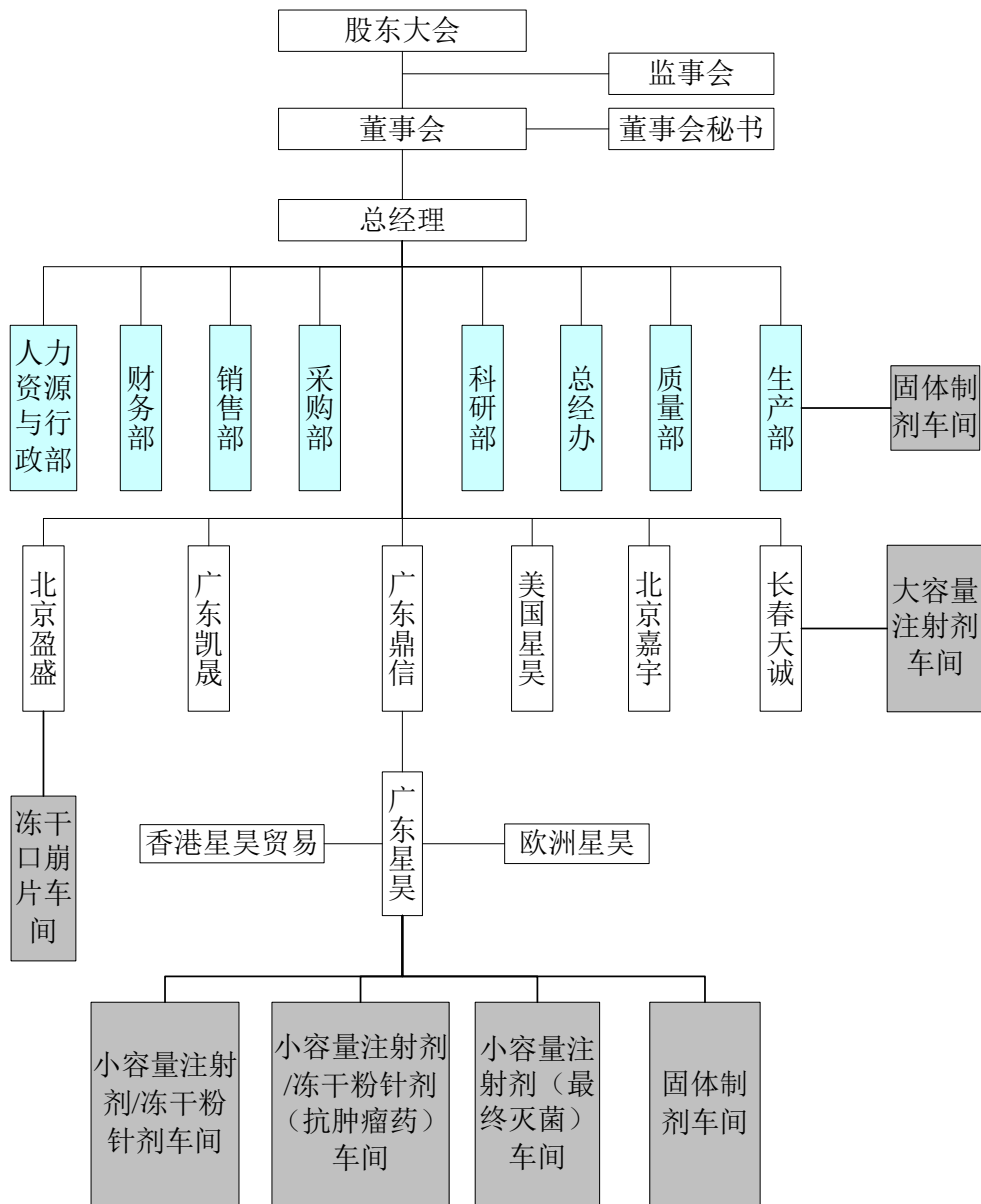 股东大会
监事会
董事会
董事会秘书
总经理
人力
资源
与行
政部
财务部
销售部
采购部
科研部
总经办
质量部
生产部
固体制
剂车间
北京盈盛
广东凯晟
广东鼎信
美国星昊
北京嘉宇
长春天诚
大容量
注射剂
车间
冻干
口崩
片车
间
香港星昊贸易
广东星昊
欧洲星昊
小容量注射
剂/冻干粉
针剂车间
小容量注射剂
/冻干粉针剂
（抗肿瘤药）
车间
小容量注
射剂（最
终灭菌）
车间
固体制
剂车间